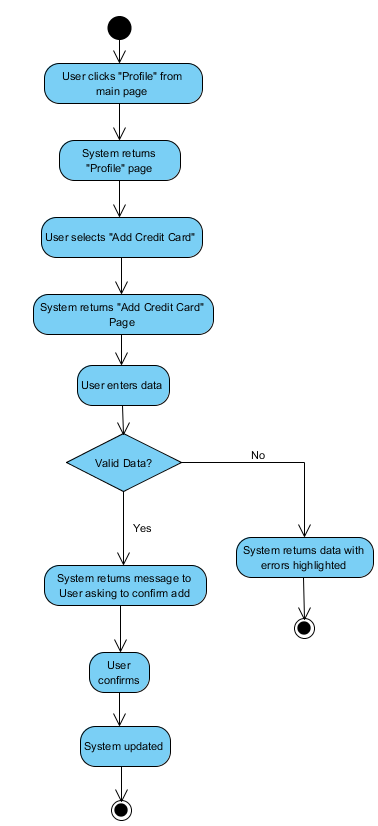 User clicks "Profile" from
main page
System returns
"Profile" page
User selects "Add Credit Card"
System returns "Add Credit Card"
Page
User enters data
Valid Data?
No
Yes
System returns data with
errors highlighted
System returns message to
User asking to confirm add
User
confirms
System updated